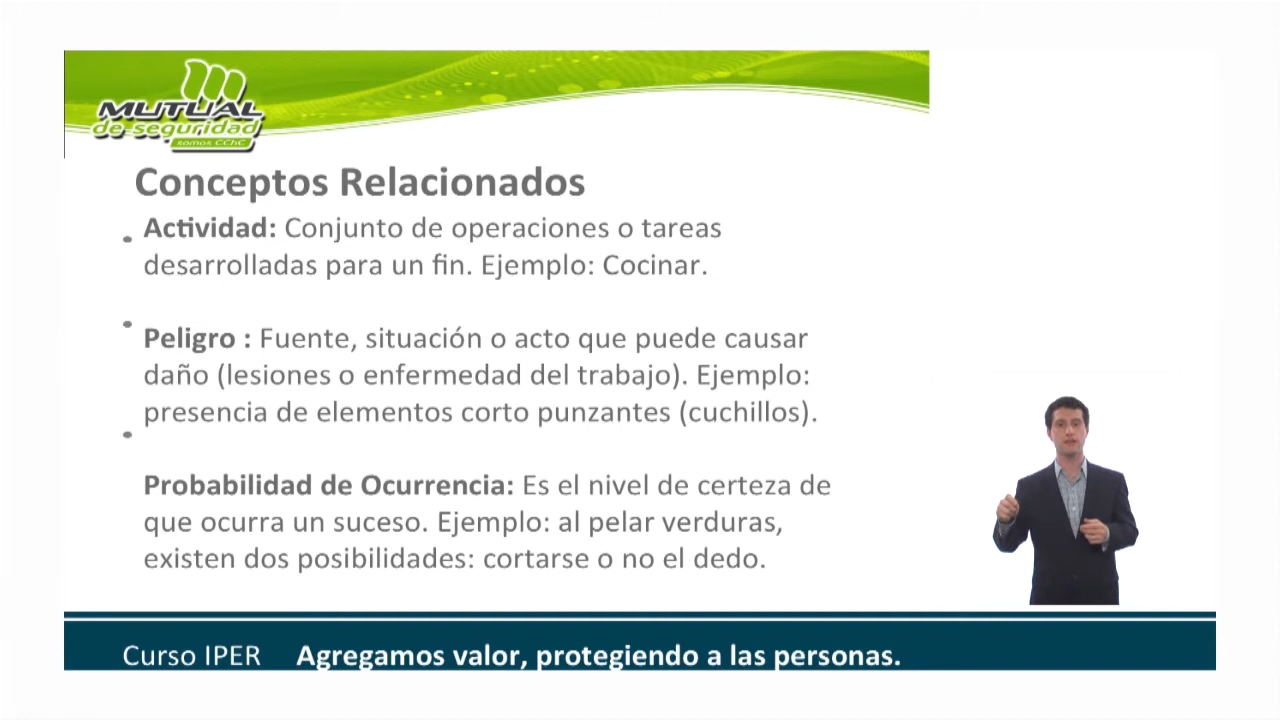 MUTUAL
de seguridad
somos CChC
Conceptos Relacionados
• Actividad: Conjunto de operaciones o tareas
desarrolladas para un fin. Ejemplo: Cocinar.
• Peligro : Fuente, situación o acto que puede causar
daño (lesiones o enfermedad del trabajo). Ejemplo:
presencia de elementos corto punzantes (cuchillos).
• Probabilidad de Ocurrencia: Es el nivel de certeza de
que ocurra un suceso. Ejemplo: al pelar verduras,
existen dos posibilidades: cortarse o no el dedo.
Curso IPER Agregamos valor, protegiendo a las personas.